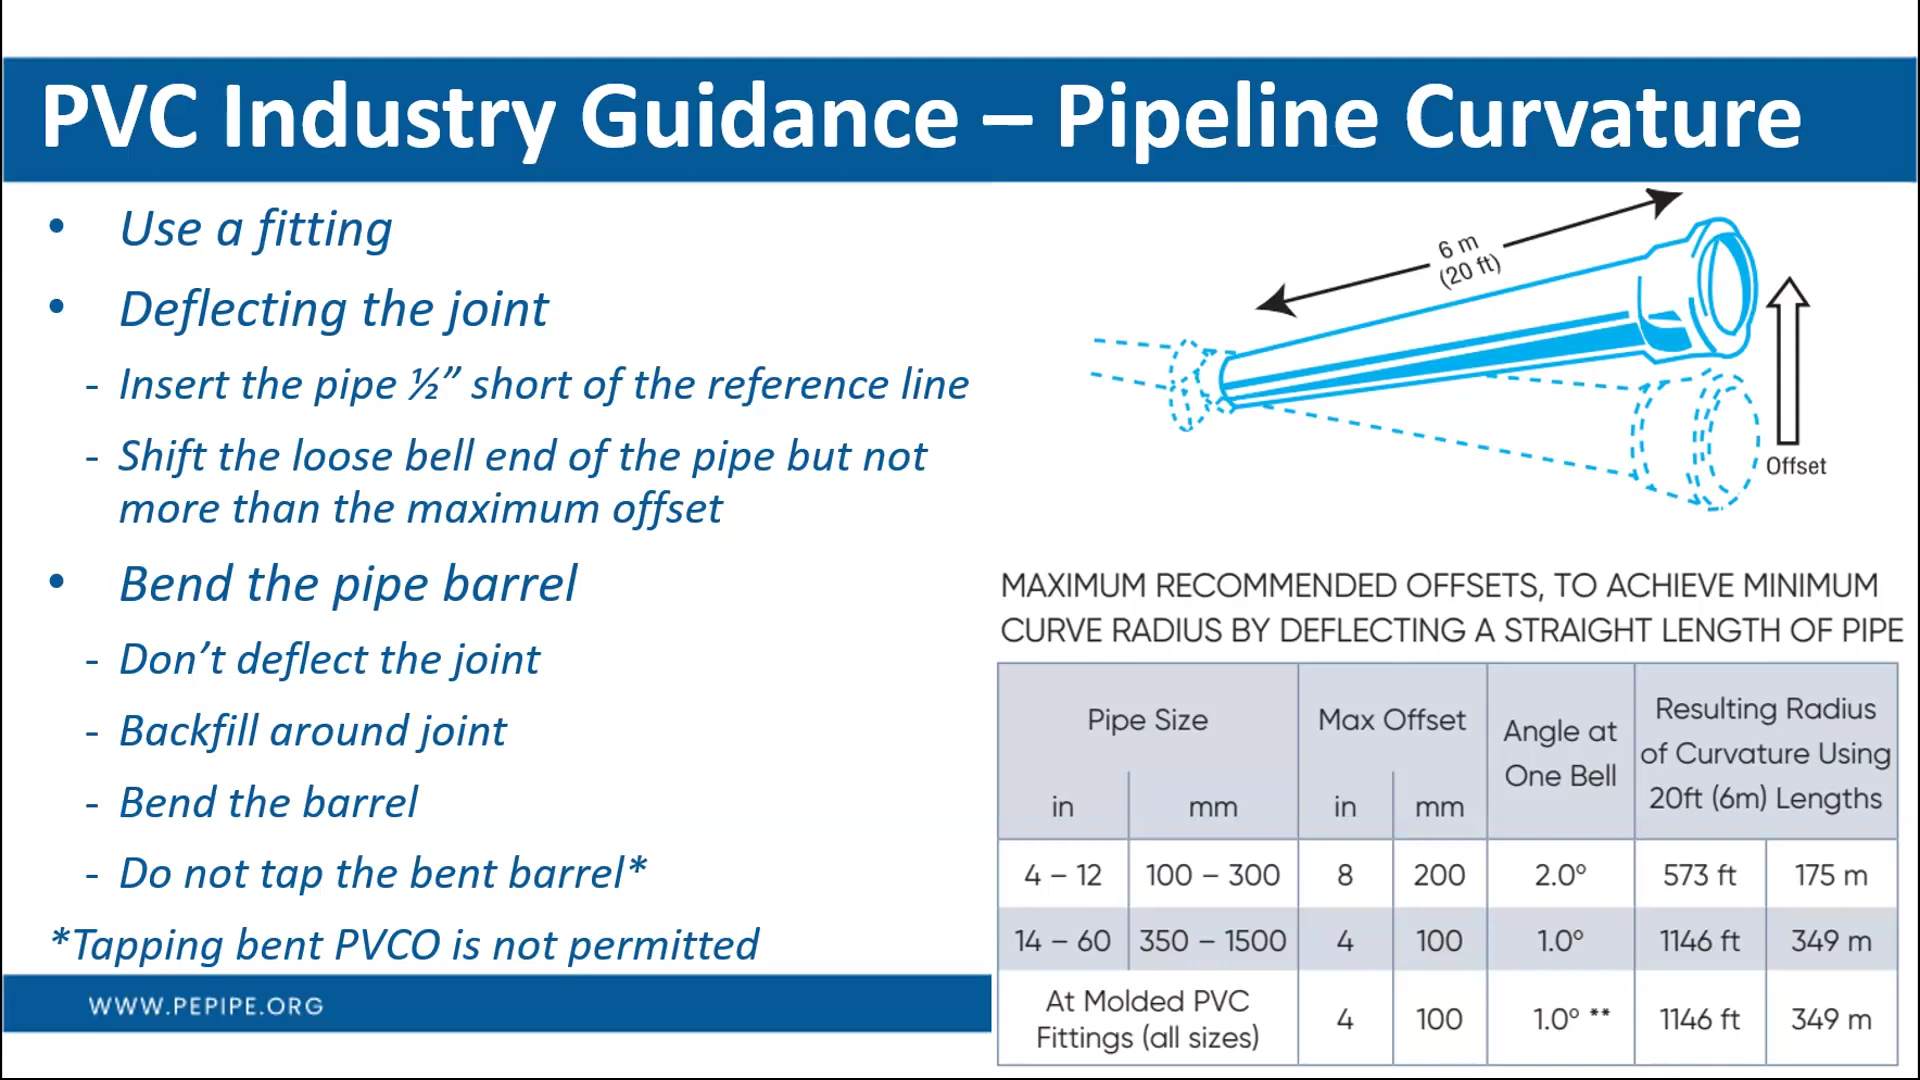 PVC Industry Guidance – Pipeline Curvature
• Use a fitting
• Deflecting the joint
- Insert the pipe ½” short of the reference line
- Shift the loose bell end of the pipe but not
more than the maximum offset
• Bend the pipe barrel
- Don’t deflect the joint
- Backfill around joint
- Bend the barrel
- Do not tap the bent barrel*
*Tapping bent PVCO is not permitted
WWW.PEPIPE.ORG
6 m
(20 ft)
Offset
MAXIMUM RECOMMENDED OFFSETS, TO ACHIEVE MINIMUM
CURVE RADIUS BY DEFLECTING A STRAIGHT LENGTH OF PIPE
Pipe Size Max Offset Angle at One Bell Resulting Radius of Curvature Using 20ft (6m) Lengths
in mm in mm
4 – 12 100 – 300 8 200 2.0º 573 ft 175 m
14 – 60 350 – 1500 4 100 1.0º 1146 ft 349 m
At Molded PVC Fittings (all sizes) 4 100 1.0º ** 1146 ft 349 m